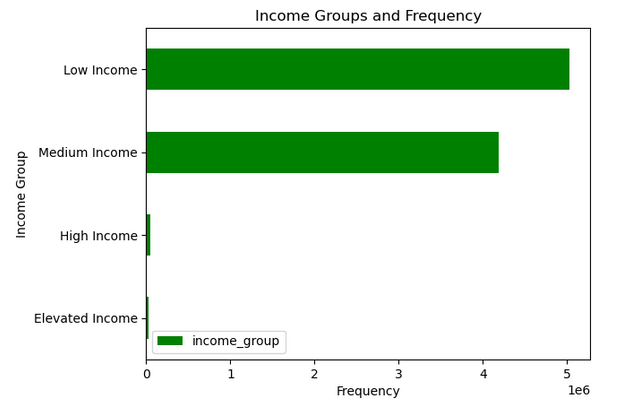 Income Groups and Frequency
Low Income
Medium Income
High Income
Elevated Income
Income Group
income_group
0 1 2 3 4 5
1e6
Frequency